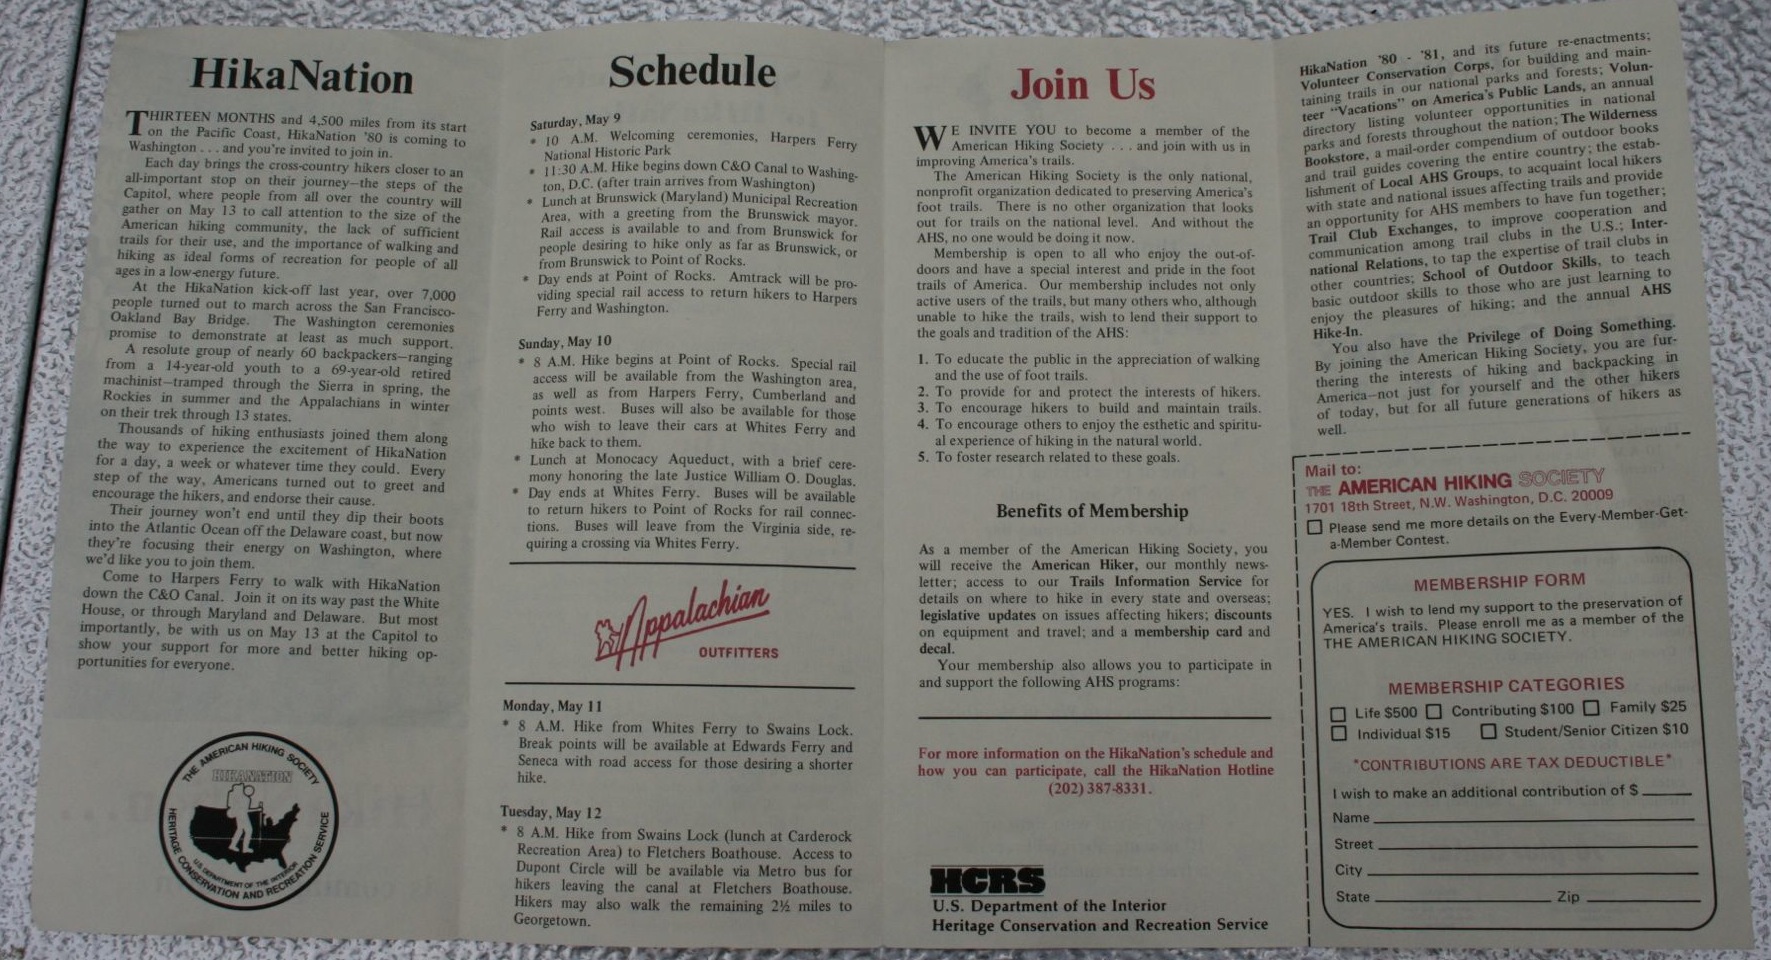 HikaNation
THIRTEEN MONTHS and 4,500 miles from its start
on the Pacific Coast, HikaNation '80 is coming to
Washington . . . and you're invited to join in.
Each day brings the cross-country hikers closer to an
all-important stop on their journey—the steps of the
Capitol, where people from all over the country will
gather on May 13 to call attention to the size of the
American hiking community, the lack of sufficient
trails for their use, and the importance of walking and
hiking as ideal forms of recreation for people of all
ages in a low-energy future.
At the HikaNation kick-off last year, over 7,000
people turned out to march across the San Francisco-
Oakland Bay Bridge. The Washington ceremonies
promise to demonstrate at least as much support.
A resolute group of nearly 60 backpackers—ranging
from a 14-year-old youth to a 69-year-old retired
machinist—tramped through the Sierra in spring, the
Rockies in summer and the Appalachians in winter
on their trek through 13 states.
Thousands of hiking enthusiasts joined them along
the way to experience the excitement of HikaNation
for a day, a week or whatever time they could. Every
step of the way, Americans turned out to greet and
encourage the hikers, and endorse their cause.
Their journey won't end until they dip their boots
into the Atlantic Ocean off the Delaware coast, but now
they're focusing their energy on Washington, where
we'd like you to join them.
Come to Harpers Ferry to walk with HikaNation
down the C&O Canal. Join it on its way past the White
House, or through Maryland and Delaware. But most
importantly, be with us on May 13 at the Capitol to
show your support for more and better hiking op-
portunities for everyone.
THE AMERICAN HIKING SOCIETY
HIKANATION
U.S. DEPARTMENT OF THE INTERIOR
HERITAGE CONSERVATION AND RECREATION SERVICE
Schedule
Saturday, May 9
* 10 A.M. Welcoming ceremonies, Harpers Ferry
National Historic Park
* 11:30 A.M. Hike begins down C&O Canal to Washing-
ton, D.C. (after train arrives from Washington)
* Lunch at Brunswick (Maryland) Municipal Recreation
Area, with a greeting from the Brunswick mayor.
Rail access is available to and from Brunswick for
people desiring to hike only as far as Brunswick, or
from Brunswick to Point of Rocks.
* Day ends at Point of Rocks. Amtrack will be pro-
viding special rail access to return hikers to Harpers
Ferry and Washington.
Sunday, May 10
* 8 A.M. Hike begins at Point of Rocks. Special rail
access will be available from the Washington area,
as well as from Harpers Ferry, Cumberland and
points west. Buses will also be available for those
who wish to leave their cars at Whites Ferry and
hike back to them.
* Lunch at Monocacy Aqueduct, with a brief cere-
mony honoring the late Justice William O. Douglas.
* Day ends at Whites Ferry. Buses will be available
to return hikers to Point of Rocks for rail connec-
tions. Buses will leave from the Virginia side, re-
quiring a crossing via Whites Ferry.
Appalachian
OUTFITTERS
Monday, May 11
* 8 A.M. Hike from Whites Ferry to Swains Lock.
Break points will be available at Edwards Ferry and
Seneca with road access for those desiring a shorter
hike.
Tuesday, May 12
* 8 A.M. Hike from Swains Lock (lunch at Carderock
Recreation Area) to Fletchers Boathouse. Access to
Dupont Circle will be available via Metro bus for
hikers leaving the canal at Fletchers Boathouse.
Hikers may also walk the remaining 2½ miles to
Georgetown.
Join Us
WE INVITE YOU to become a member of the
American Hiking Society . . . and join with us in
improving America's trails.
The American Hiking Society is the only national,
nonprofit organization dedicated to preserving America's
foot trails. There is no other organization that looks
out for trails on the national level. And without the
AHS, no one would be doing it now.
Membership is open to all who enjoy the out-of-
doors and have a special interest and pride in the foot
trails of America. Our membership includes not only
active users of the trails, but many others who, although
unable to hike the trails, wish to lend their support to
the goals and tradition of the AHS:
1. To educate the public in the appreciation of walking
and the use of foot trails.
2. To provide for and protect the interests of hikers.
3. To encourage hikers to build and maintain trails.
4. To encourage others to enjoy the esthetic and spiritu-
al experience of hiking in the natural world.
5. To foster research related to these goals.
Benefits of Membership
As a member of the American Hiking Society, you
will receive the American Hiker, our monthly news-
letter; access to our Trails Information Service for
details on where to hike in every state and overseas;
legislative updates on issues affecting hikers; discounts
on equipment and travel; and a membership card and
decal.
Your membership also allows you to participate in
and support the following AHS programs:
For more information on the HikaNation's schedule and
how you can participate, call the HikaNation Hotline
(202) 387-8331.
HCRS
U.S. Department of the Interior
Heritage Conservation and Recreation Service
HikaNation '80 - '81, and its future re-enactments;
Volunteer Conservation Corps, for building and main-
taining trails in our national parks and forests; Volun-
teer "Vacations" on America's Public Lands, an annual
directory listing volunteer opportunities in national
parks and forests throughout the nation; The Wilderness
Bookstore, a mail-order compendium of outdoor books
and trail guides covering the entire country; the estab-
lishment of Local AHS Groups, to acquaint local hikers
with state and national issues affecting trails and provide
an opportunity for AHS members to have fun together;
Trail Club Exchanges, to improve cooperation and
communication among trail clubs in the U.S.; Inter-
national Relations, to tap the expertise of trail clubs in
other countries; School of Outdoor Skills, to teach
basic outdoor skills to those who are just learning to
enjoy the pleasures of hiking; and the annual AHS
Hike-In.
You also have the Privilege of Doing Something.
By joining the American Hiking Society, you are fur-
thering the interests of hiking and backpacking in
America—not just for yourself and the other hikers
of today, but for all future generations of hikers as
well.
Mail to:
THE AMERICAN HIKING SOCIETY
1701 18th Street, N.W. Washington, D.C. 20009
Please send me more details on the Every-Member-Get-
a-Member Contest.
MEMBERSHIP FORM
YES. I wish to lend my support to the preservation of
America's trails. Please enroll me as a member of the
THE AMERICAN HIKING SOCIETY.
MEMBERSHIP CATEGORIES
Life $500 Contributing $100 Family $25
Individual $15 Student/Senior Citizen $10
*CONTRIBUTIONS ARE TAX DEDUCTIBLE*
I wish to make an additional contribution of $
Name
Street
City
State Zip